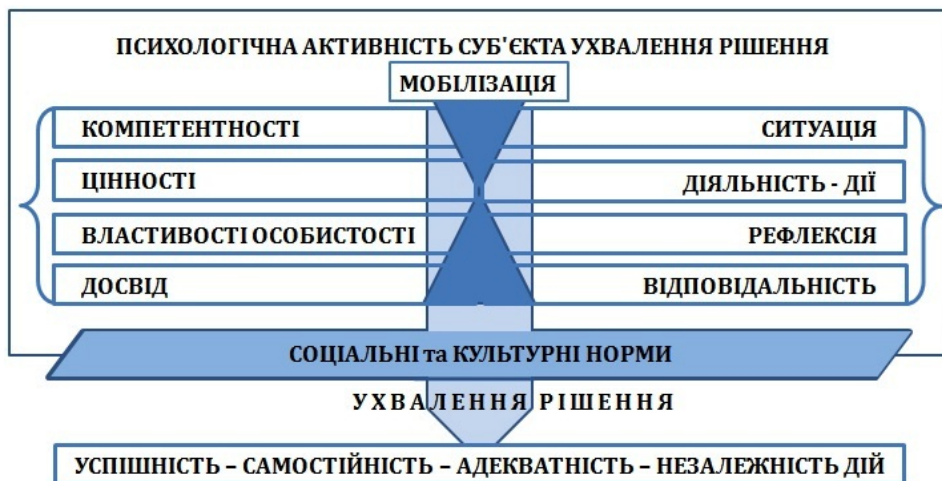 ПСИХОЛОГІЧНА АКТИВНІСТЬ СУБ'ЄКТА УХВАЛЕННЯ РІШЕННЯ
МОБІЛІЗАЦІЯ
КОМПЕТЕНТНОСТІ
СИТУАЦІЯ
ЦІННОСТІ
ДІЯЛЬНІСТЬ - ДІЇ
ВЛАСТИВОСТІ ОСОБИСТОСТІ
РЕФЛЕКСІЯ
ДОСВІД
ВІДПОВІДАЛЬНІСТЬ
СОЦІАЛЬНІ та КУЛЬТУРНІ НОРМИ
УХВАЛЕННЯ РІШЕННЯ
УСПІШНІСТЬ – САМОСТІЙНІСТЬ – АДЕКВАТНІСТЬ – НЕЗАЛЕЖНІСТЬ ДІЙ